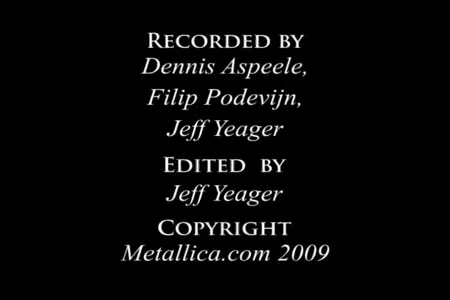 Recorded by
Dennis Aspeele,
Filip Podevijn,
Jeff Yeager
Edited by
Jeff Yeager
Copyright
Metallica.com 2009